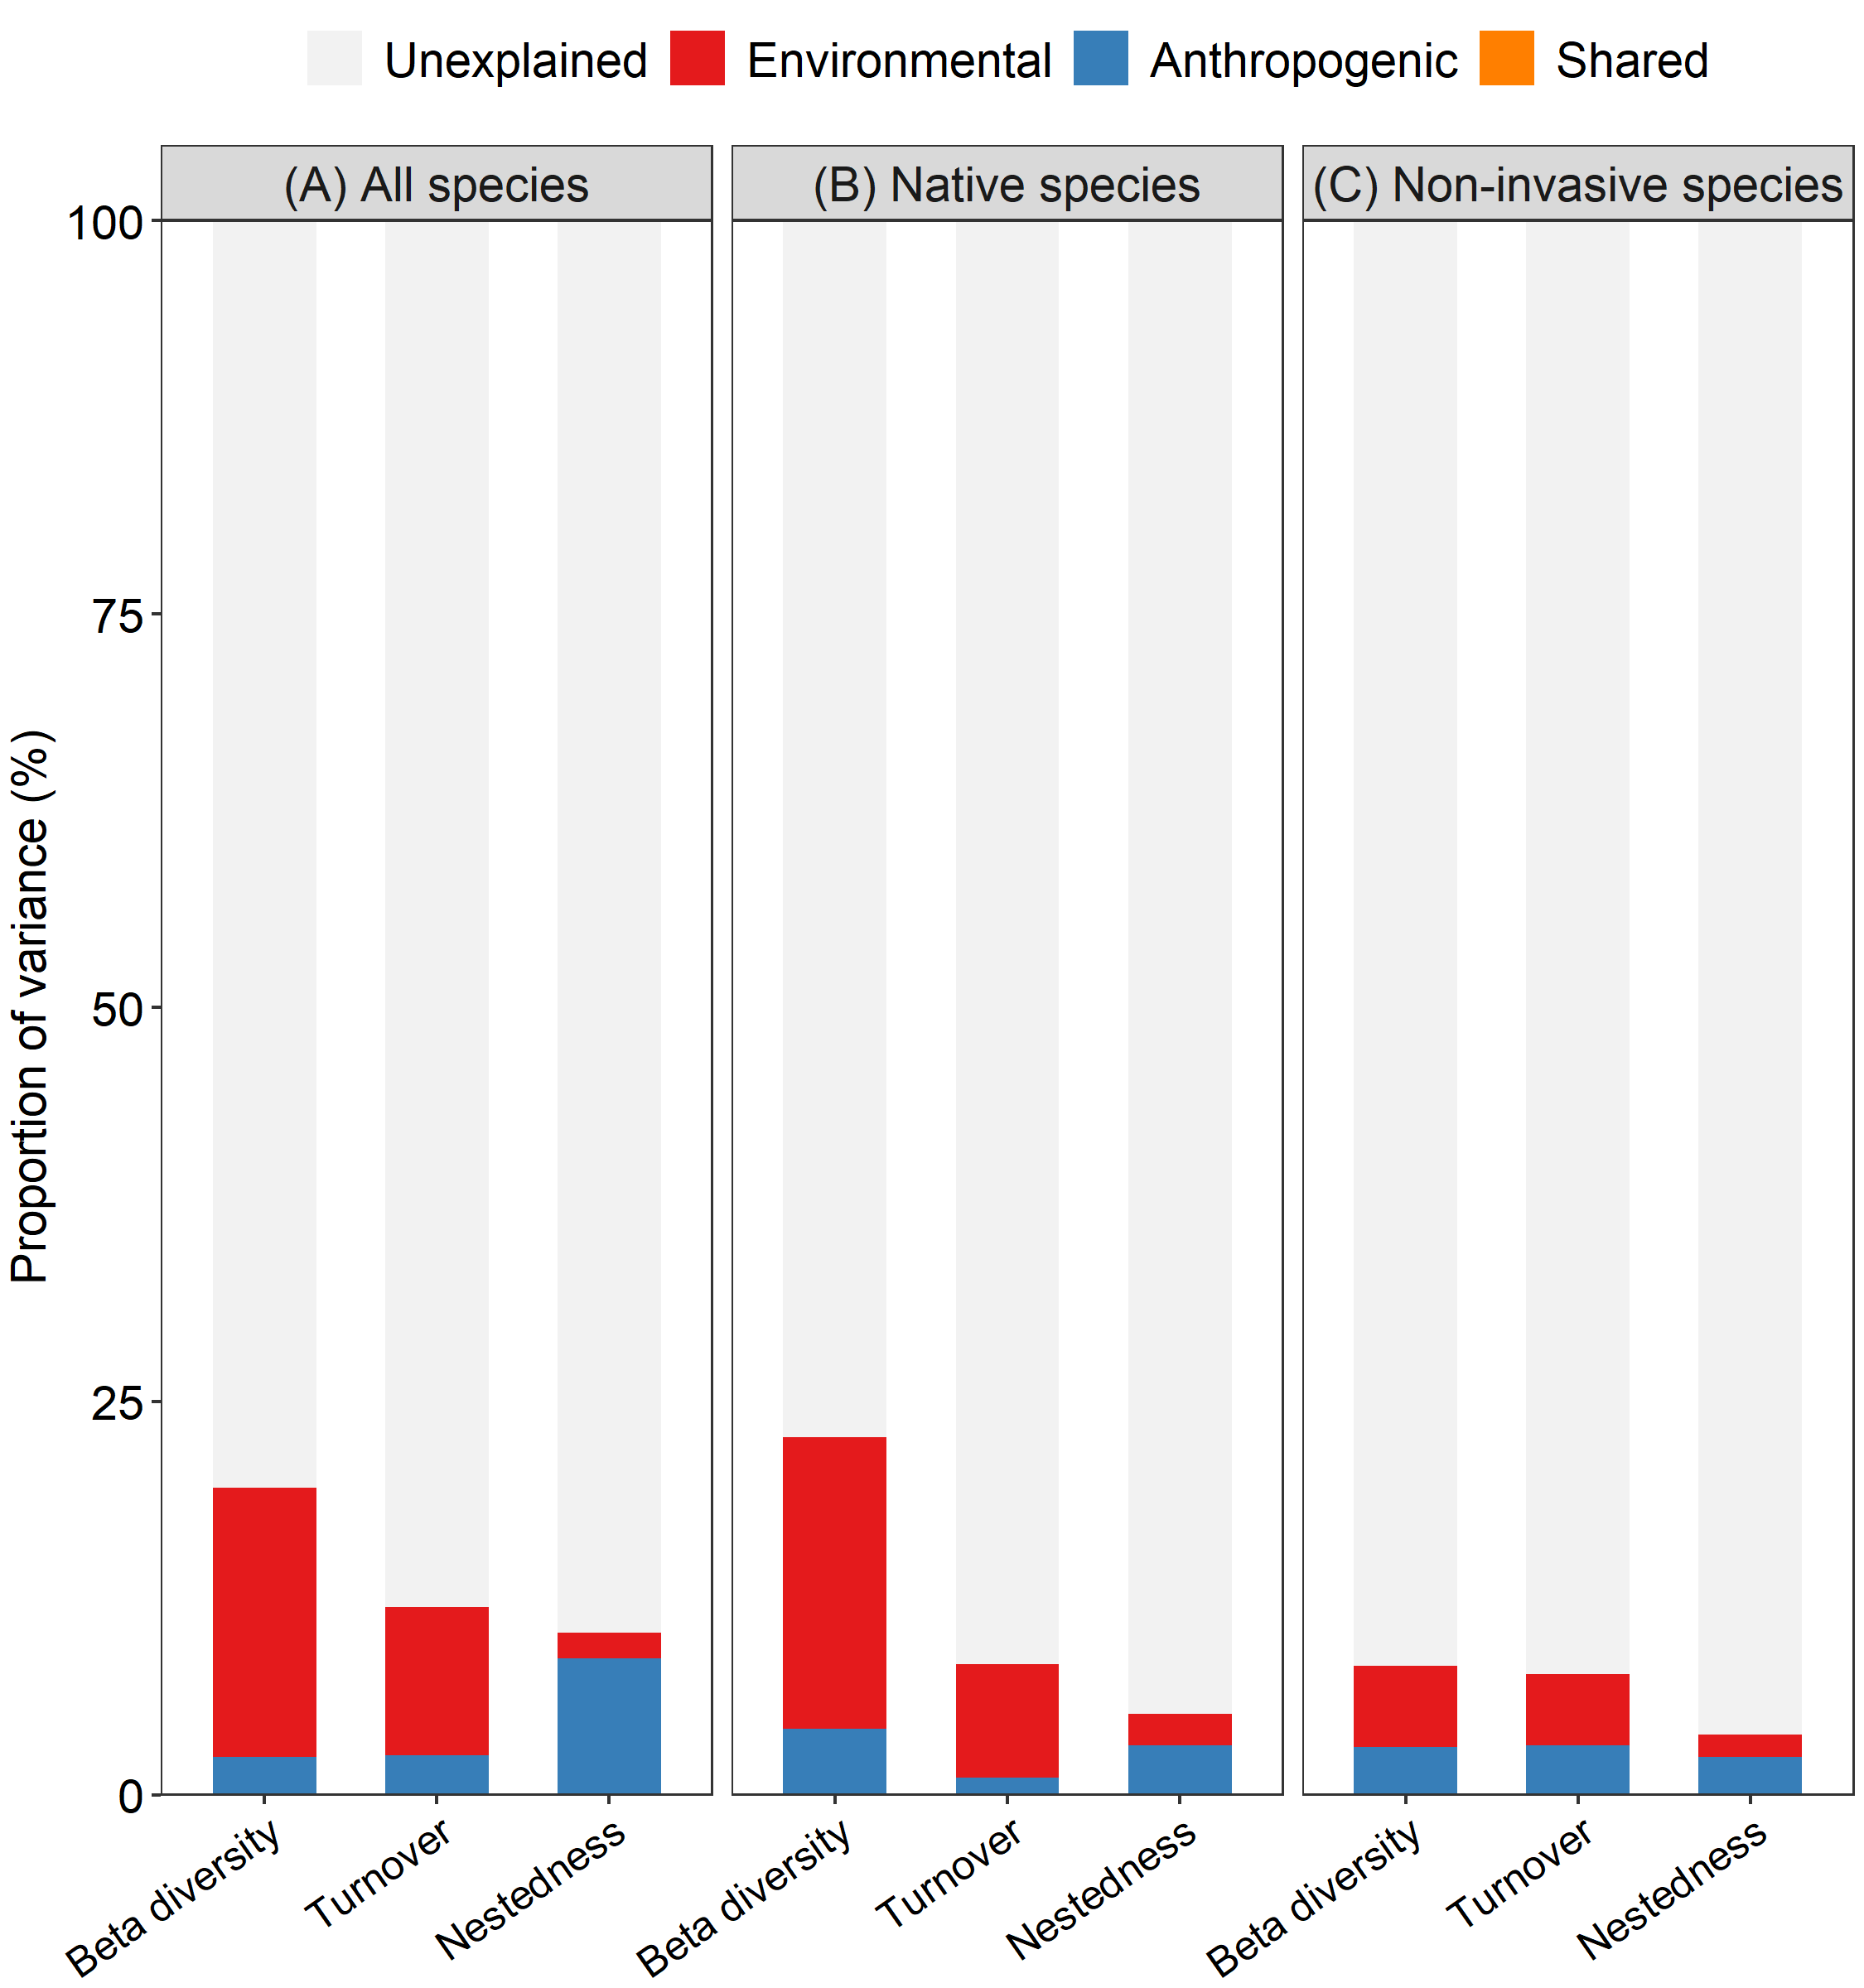 Unexplained Environmental Anthropogenic Shared
(A) All species (B) Native species (C) Non-invasive species
Proportion of variance (%)
100
75
50
25
0
Beta diversity Turnover Nestedness Beta diversity Turnover Nestedness Beta diversity Turnover Nestedness